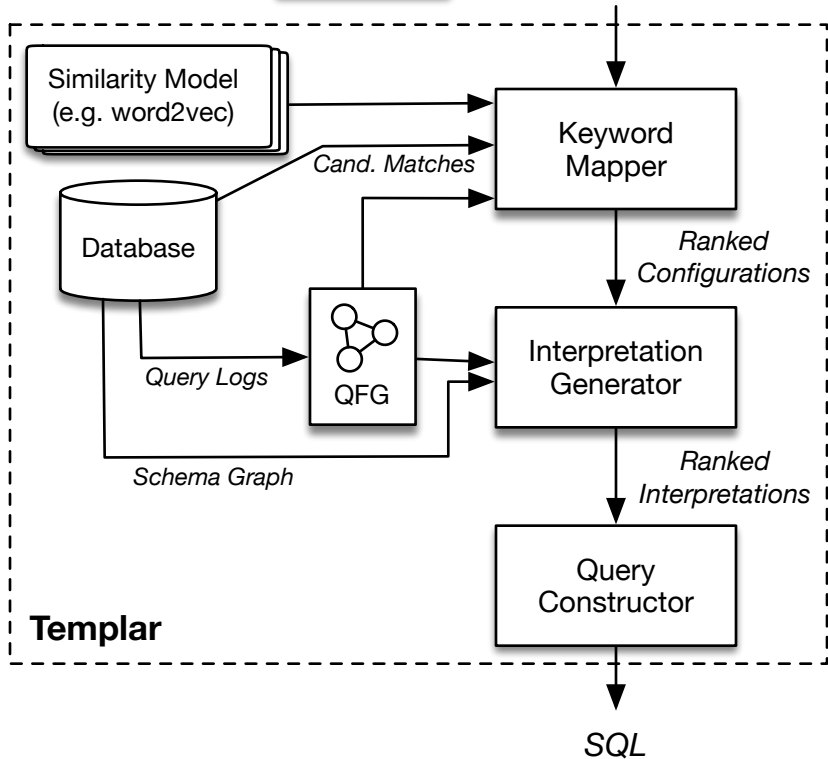 Similarity Model
(e.g. word2vec)
Keyword
Mapper
Cand. Matches
Database
Ranked
Configurations
QFG
Query Logs
Interpretation
Generator
Schema Graph
Ranked
Interpretations
Query
Constructor
Templar
SQL